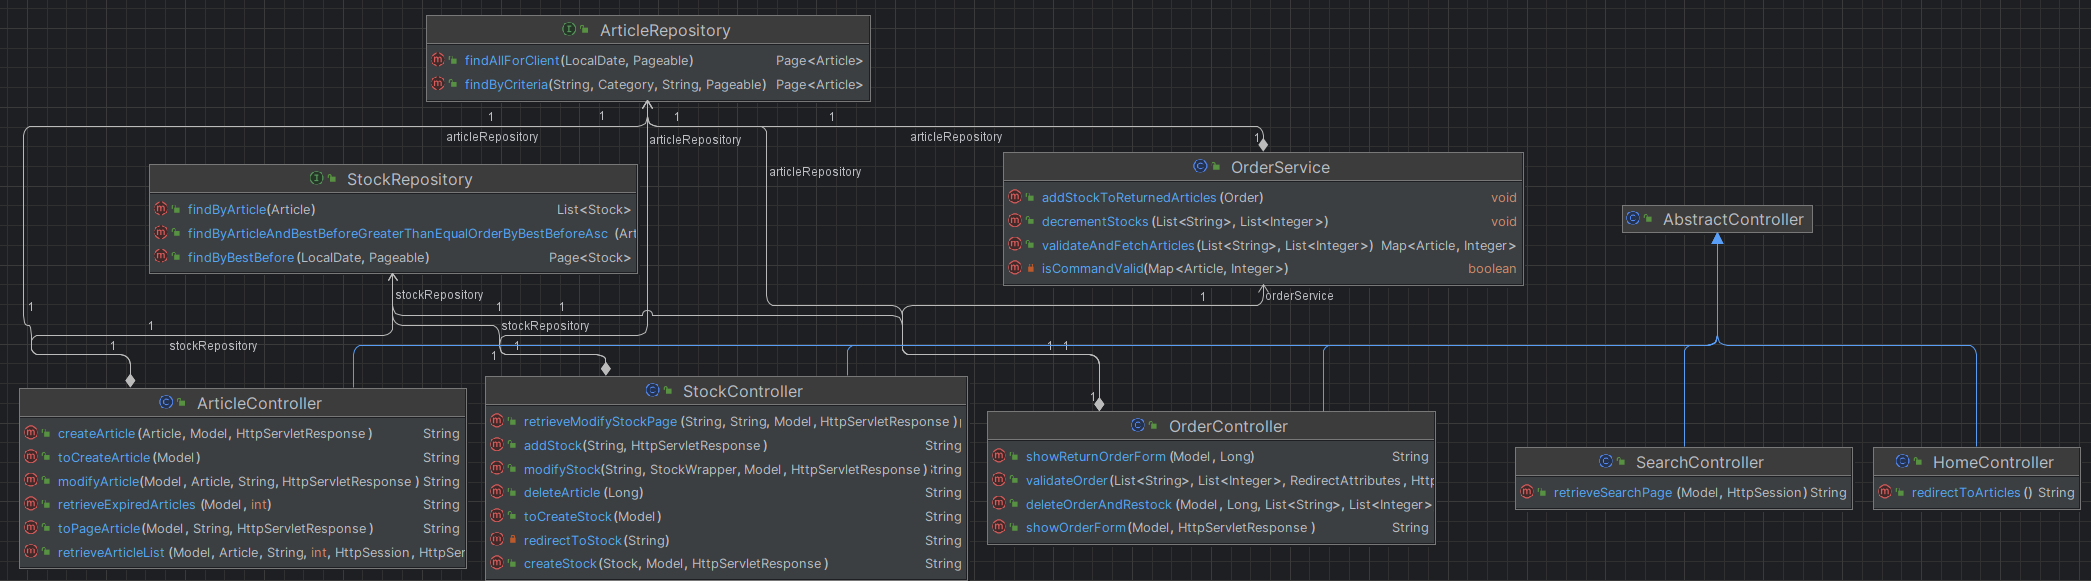 ArticleRepository
findAllForClient(LocalDate, Pageable) Page<Article>
findByCriteria(String, Category, String, Pageable) Page<Article>
1 1 1 1
articleRepository articleRepository articleRepository 1
articleRepository
StockRepository
findByArticle(Article) List<Stock>
findByArticleAndBestBeforeGreaterThanEqualOrderByBestBeforeAsc (Art
findByBestBefore (LocalDate, Pageable) Page<Stock>
OrderService
addStockToReturnedArticles (Order) void
decrementStocks (List<String>, List<Integer>) void
validateAndFetchArticles(List<String>, List<Integer>) Map<Article, Integer>
isCommandValid(Map<Article, Integer>) boolean
AbstractController
stockRepository 1 orderService
1 1 1
1 stockRepository
stockRepository
1 1 1 1 1
1
ArticleController
createArticle (Article, Model, HttpServletResponse) String
toCreateArticle (Model) String
modifyArticle(Model, Article, String, HttpServletResponse) String
retrieveExpiredArticles (Model, int) String
toPageArticle(Model, String, HttpServletResponse) String
retrieveArticleList (Model, Article, String, int, HttpSession, HttpSer
StockController
retrieveModifyStockPage (String, String, Model, HttpServletResponse)
addStock(String, HttpServletResponse) String
modifyStock(String, StockWrapper, Model, HttpServletResponse) String
deleteArticle (Long) String
toCreateStock(Model) String
redirectToStock(String) String
createStock(Stock, Model, HttpServletResponse) String
OrderController
showReturnOrderForm (Model, Long) String
validateOrder(List<String>, List<Integer>, RedirectAttributes, Http
deleteOrderAndRestock (Model, Long, List<String>, List<Integer>
showOrderForm(Model, HttpServletResponse) String
SearchController
retrieveSearchPage (Model, HttpSession) String
HomeController
redirectToArticles () String